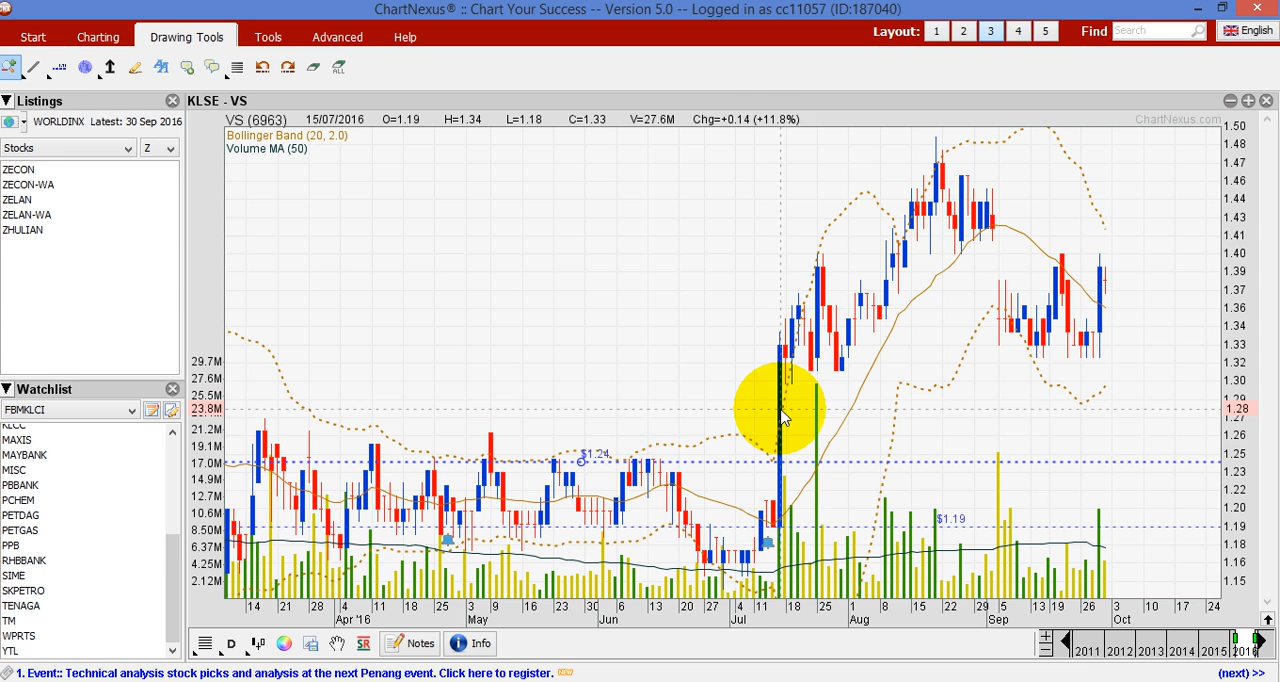 ChartNexus® :: Chart Your Success -- Version 5.0 -- Logged in as cc11057 (ID:187040)
Start Charting Drawing Tools Tools Advanced Help Layout: 1 2 3 4 5 Find Search English
ALL
Listings
WORLDINX Latest: 30 Sep 2016
Stocks Z
ZECON
ZECON-WA
ZELAN
ZELAN-WA
ZHULIAN
Watchlist
FBMKLCI
KLCC
MAXIS
MAYBANK
MISC
PBBANK
PCHEM
PETDAG
PETGAS
PPB
RHBBANK
SIME
SKPETRO
TENAGA
TM
WPRTS
YTL
KLSE - VS
VS (6963) 15/07/2016 O=1.19 H=1.34 L=1.18 C=1.33 V=27.6M Chg=+0.14 (+11.8%) ChartNexus.com
Bollinger Band (20, 2.0)
Volume MA (50)
29.7M
27.6M
25.5M
23.8M
21.2M
19.1M
17.0M
14.9M
12.7M
10.6M
8.50M
6.37M
4.25M
2.12M
$1.24
$1.19
1.50
1.48
1.47
1.46
1.44
1.43
1.41
1.40
1.39
1.37
1.36
1.34
1.33
1.32
1.30
1.29
1.28
1.27
1.26
1.25
1.23
1.22
1.20
1.19
1.18
1.16
1.15
14 21 28 4 11 18 25 3 9 16 23 30 6 13 20 27 4 11 18 25 1 8 15 22 29 5 13 19 26 3 10 17 24
Apr '16 May Jun Jul Aug Sep Oct
D SR Notes Info 2011 2012 2013 2014 2015 2016
1. Event:: Technical analysis stock picks and analysis at the next Penang event. Click here to register. NEW (next) >>